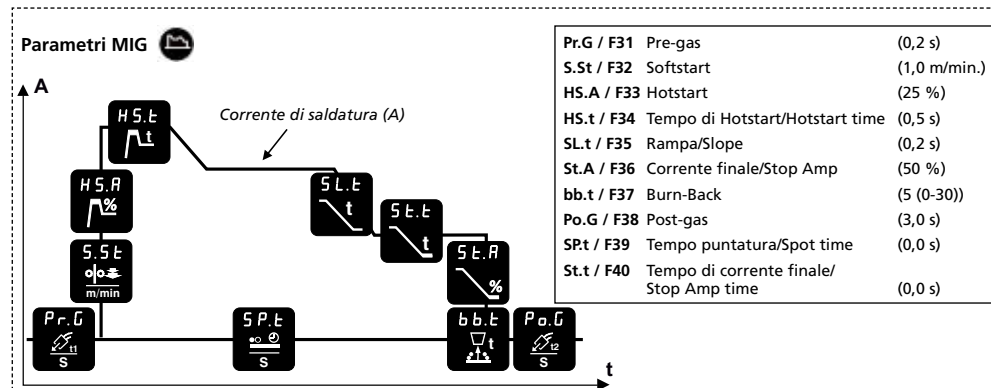 Parametri MIG
A
Corrente di saldatura (A)
HS.t
t
HS.A
%
S.St
m/min
Pr.G
t1
S
SP.t
S
SL.t
t
St.t
t
St.A
%
bb.t
t
Po.G
t2
S
t
Pr.G / F31 Pre-gas (0,2 s)
S.St / F32 Softstart (1,0 m/min.)
HS.A / F33 Hotstart (25 %)
HS.t / F34 Tempo di Hotstart/Hotstart time (0,5 s)
SL.t / F35 Rampa/Slope (0,2 s)
St.A / F36 Corrente finale/Stop Amp (50 %)
bb.t / F37 Burn-Back (5 (0-30))
Po.G / F38 Post-gas (3,0 s)
SP.t / F39 Tempo puntatura/Spot time (0,0 s)
St.t / F40 Tempo di corrente finale/
Stop Amp time (0,0 s)